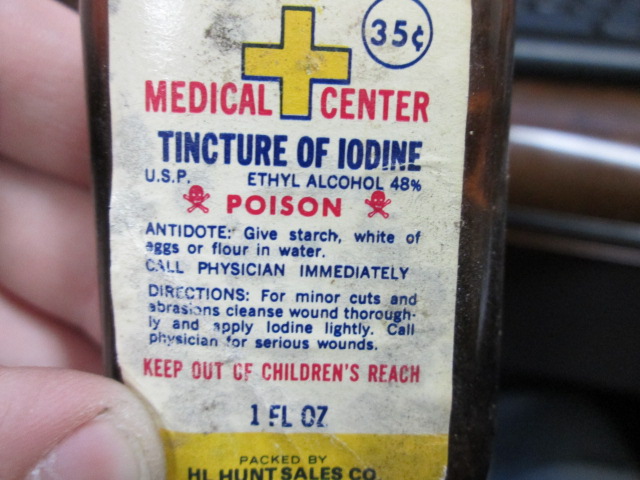 35¢
MEDICAL CENTER
TINCTURE OF IODINE
U.S.P. ETHYL ALCOHOL 48%
POISON
ANTIDOTE: Give starch, white of
eggs or flour in water.
CALL PHYSICIAN IMMEDIATELY
DIRECTIONS: For minor cuts and
abrasions cleanse wound thorough-
ly and apply Iodine lightly. Call
physician for serious wounds.
KEEP OUT OF CHILDREN'S REACH
1 FL OZ
PACKED BY
HL HUNT SALES CO